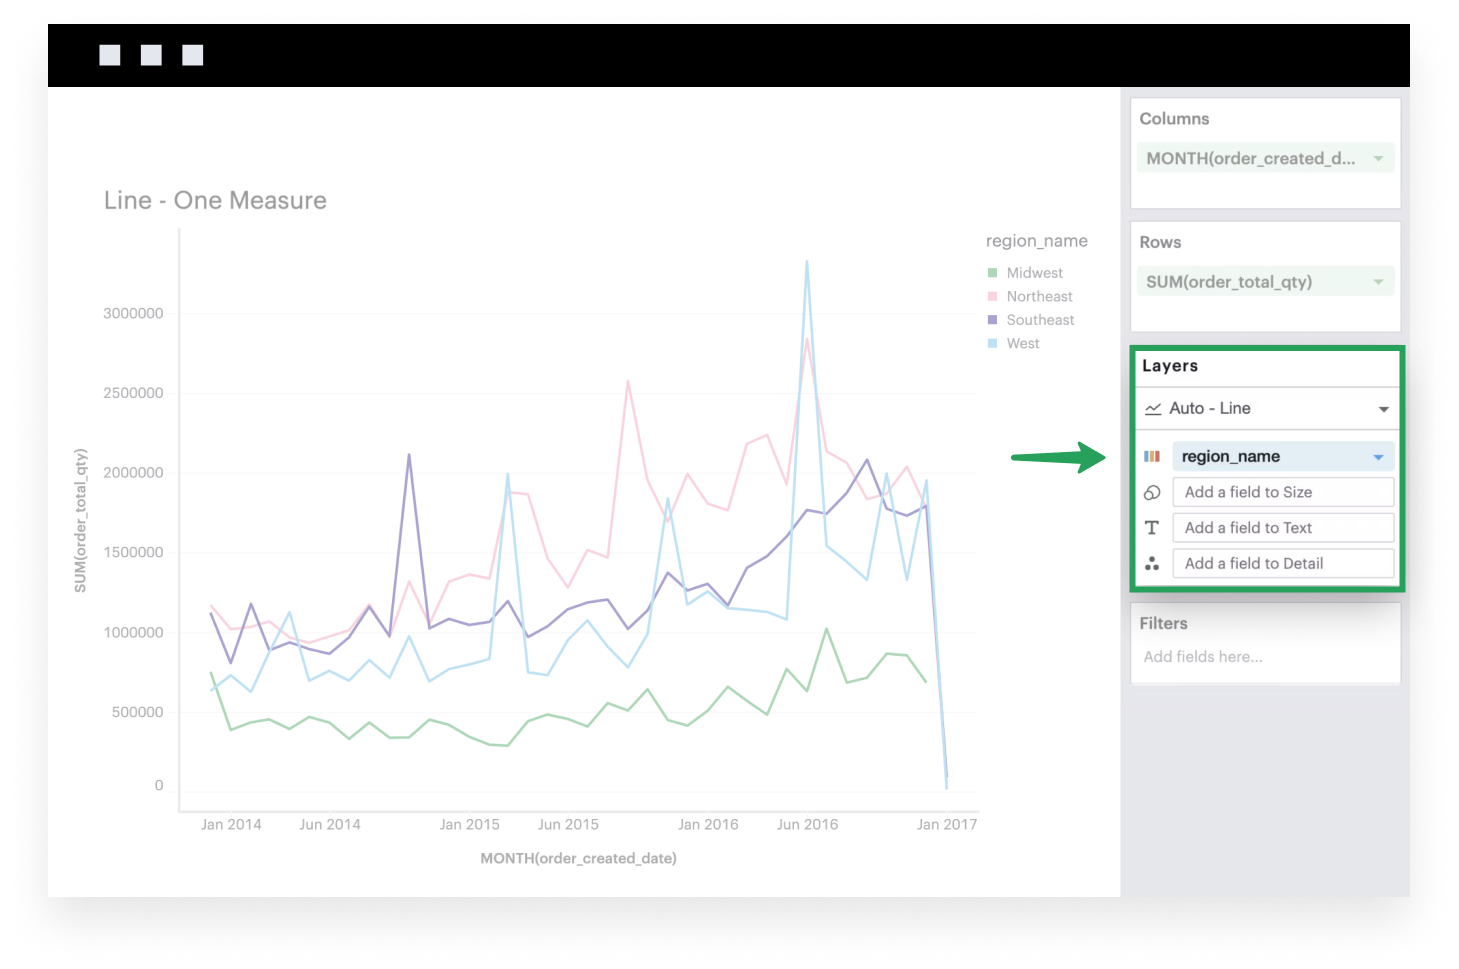 Line - One Measure
region_name
Midwest
Northeast
Southeast
West
3000000
2500000
2000000
1500000
1000000
500000
0
SUM(order_total_qty)
Jan 2014
Jun 2014
Jan 2015
Jun 2015
Jan 2016
Jun 2016
Jan 2017
MONTH(order_created_date)
Columns
MONTH(order_created_d...
Rows
SUM(order_total_qty)
Layers
Auto - Line
region_name
Add a field to Size
T Add a field to Text
Add a field to Detail
Filters
Add fields here...